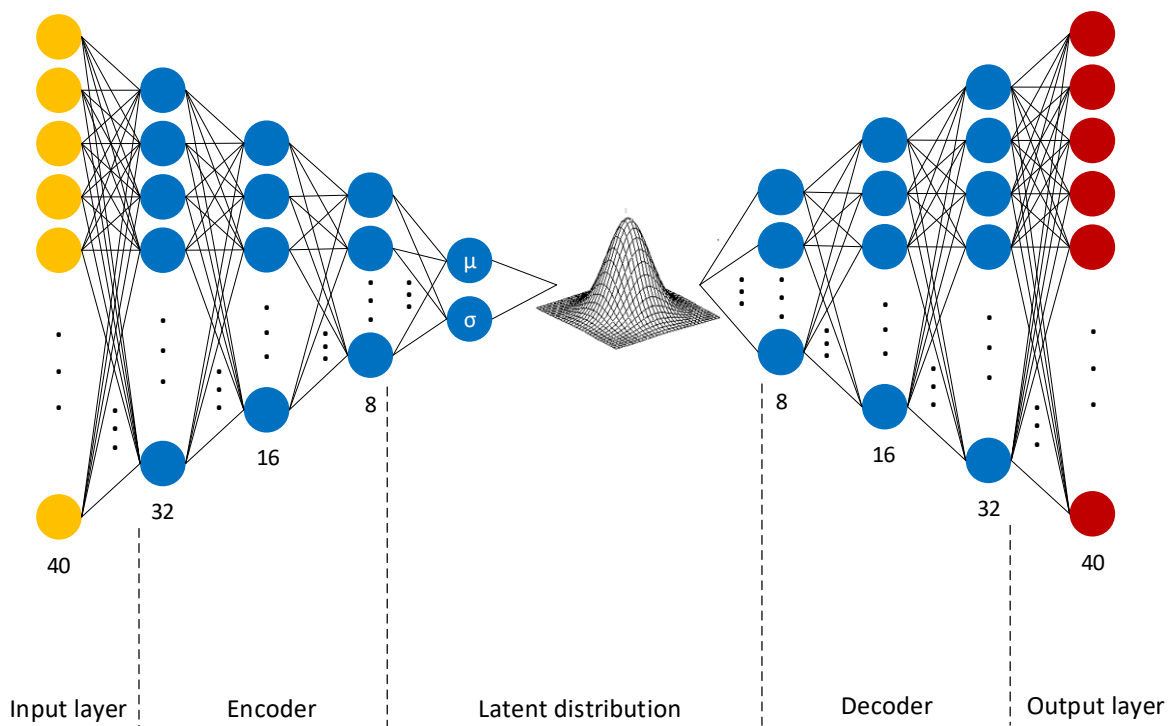 μ
σ
8
8
16
16
32
32
40
40
Input layer
Encoder
Latent distribution
Decoder
Output layer